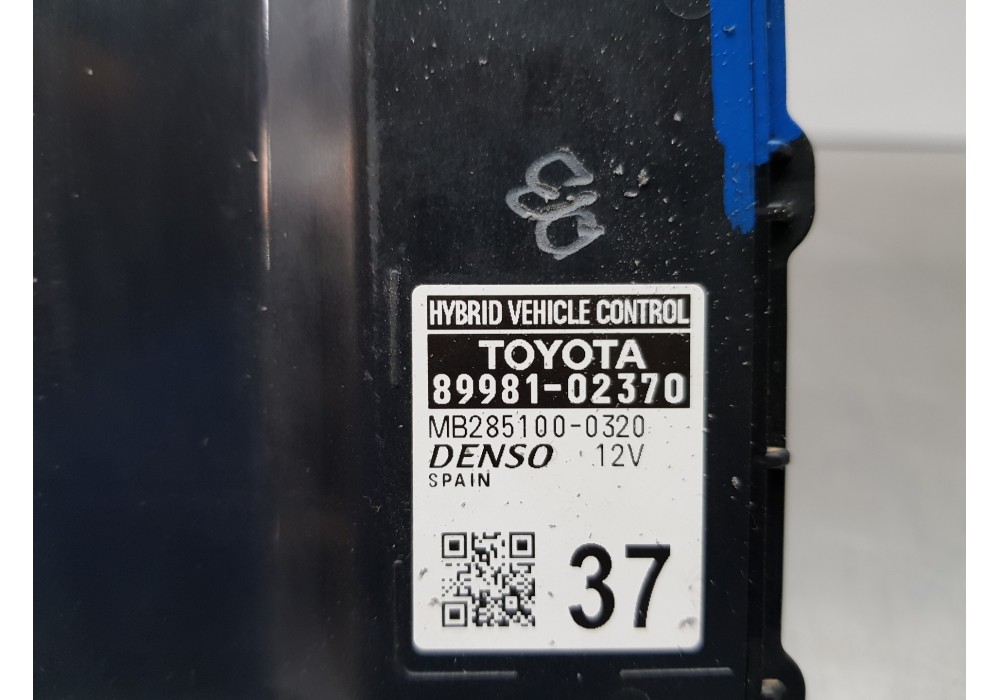 HYBRID VEHICLE CONTROL
TOYOTA
89981-02370
MB285100-0320
DENSO 12V
SPAIN
37